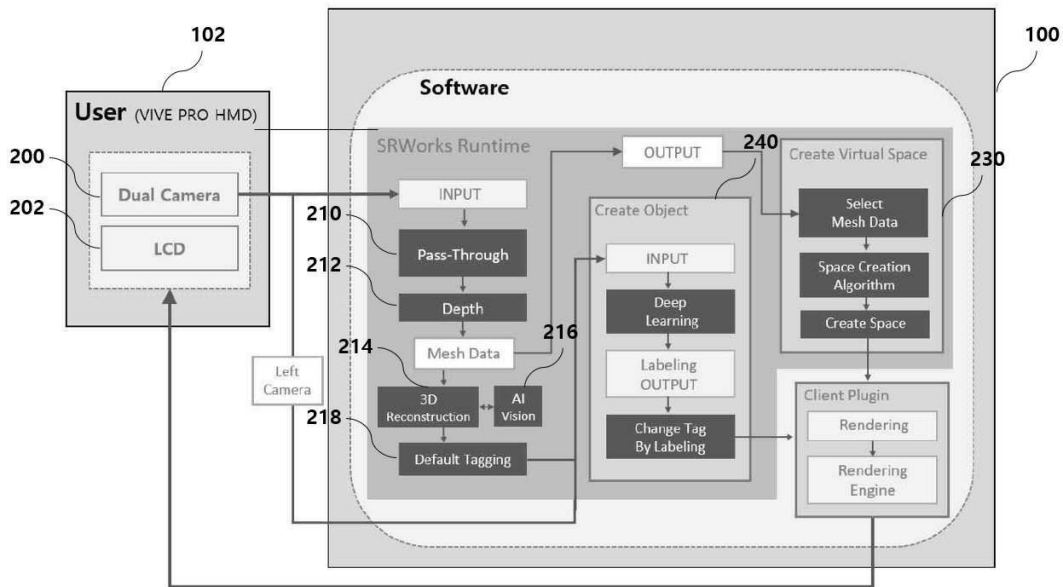 102
100
User (VIVE PRO HMD)
200
Dual Camera
202
LCD
Left
Camera
Software
SRWorks Runtime
INPUT
210
Pass-Through
212
Depth
Mesh Data
214
216
3D
Reconstruction
AI
Vision
218
Default Tagging
OUTPUT
240
Create Object
INPUT
Deep
Learning
Labeling
OUTPUT
Change Tag
By Labeling
Create Virtual Space
230
Select
Mesh Data
Space Creation
Algorithm
Create Space
Client Plugin
Rendering
Rendering
Engine